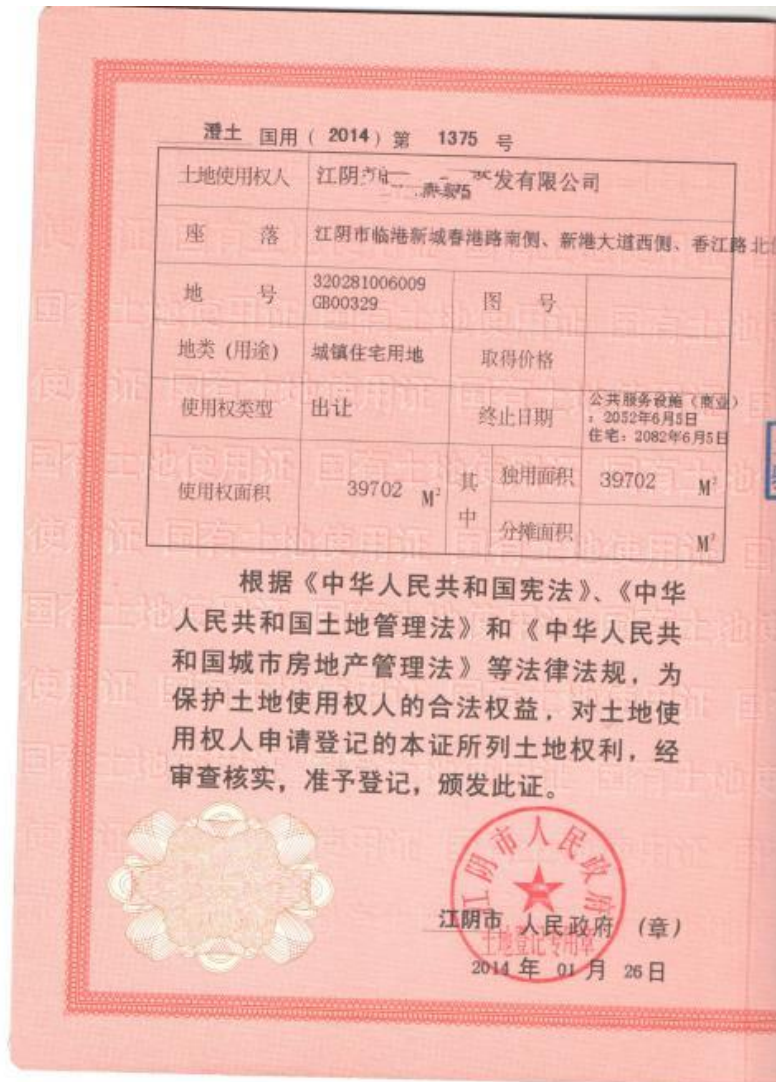 澄土 国用（2014）第 1375 号
土地使用权人 江阴 发有限公司
座 落 江阴市临港新城春港路南侧、新港大道西侧、香江路北
地 号 320281006009 GB00329 图 号
地类（用途） 城镇住宅用地 取得价格
使用权类型 出让 终止日期 公共服务设施（商业）：2052年6月5日 住宅：2082年6月5日
使用权面积 39702 M² 其中 独用面积 39702 M²
分摊面积 M²
根据《中华人民共和国宪法》、《中华
人民共和国土地管理法》和《中华人民共
和国城市房地产管理法》等法律法规，为
保护土地使用权人的合法权益，对土地使
用权人申请登记的本证所列土地权利，经
审查核实，准予登记，颁发此证。
江阴市人民政府
土地登记专用章
江阴市 人民政府（章）
2014 年 01 月 26 日